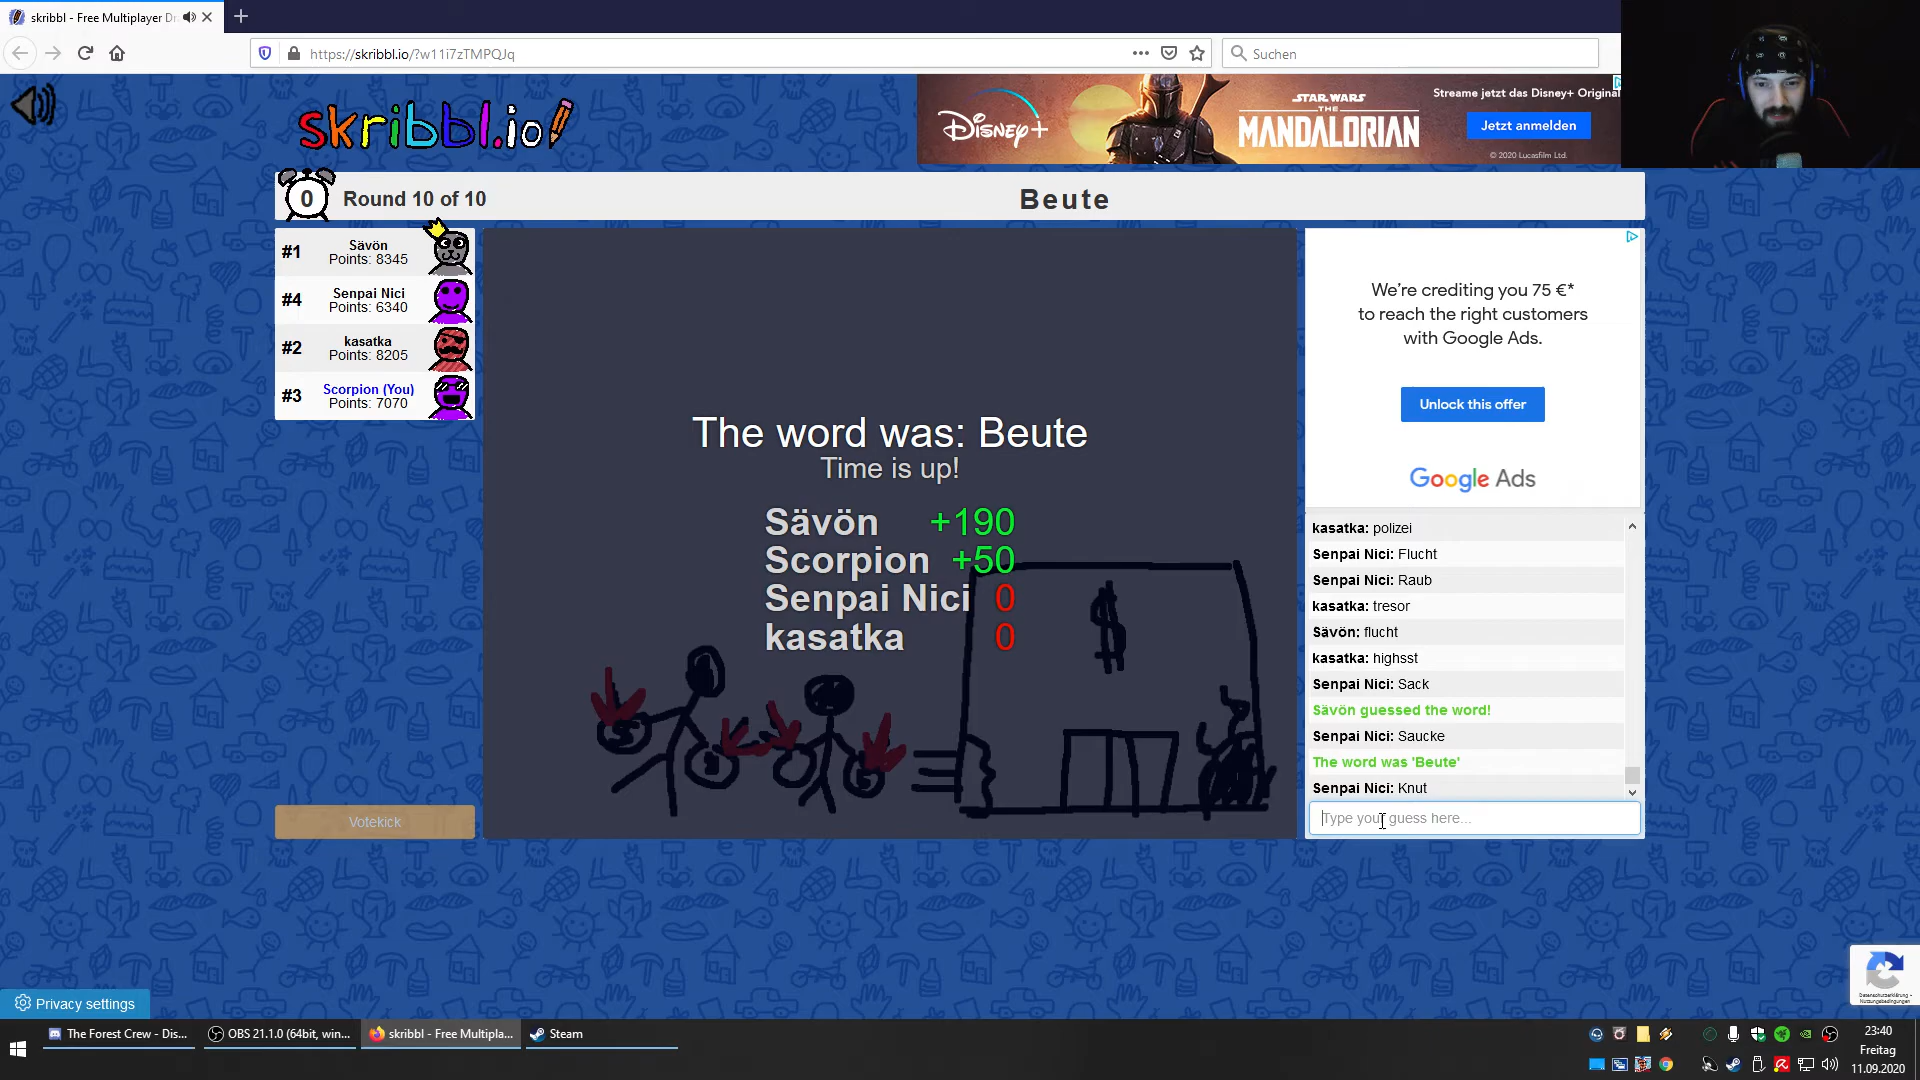 skribbl - Free Multiplayer Dr
https://skribbl.io/?w11i7zTMPQJq
Suchen
skribbl.io
Disney+
STAR WARS
THE
MANDALORIAN
Streame jetzt das Disney+ Original
Jetzt anmelden
© 2020 Lucasfilm Ltd.
0
Round 10 of 10
Beute
#1
Sävön
Points: 8345
#4
Senpai Nici
Points: 6340
#2
kasatka
Points: 8205
#3
Scorpion (You)
Points: 7070
Votekick
The word was: Beute
Time is up!
Sävön +190
Scorpion +50
Senpai Nici 0
kasatka 0
$
We're crediting you 75 €*
to reach the right customers
with Google Ads.
Unlock this offer
Google Ads
kasatka: polizei
Senpai Nici: Flucht
Senpai Nici: Raub
kasatka: tresor
Sävön: flucht
kasatka: highsst
Senpai Nici: Sack
Sävön guessed the word!
Senpai Nici: Saucke
The word was 'Beute'
Senpai Nici: Knut
Type your guess here...
Privacy settings
The Forest Crew - Dis...
OBS 21.1.0 (64bit, win...
skribbl - Free Multipla...
Steam
23:40
Freitag
11.09.2020